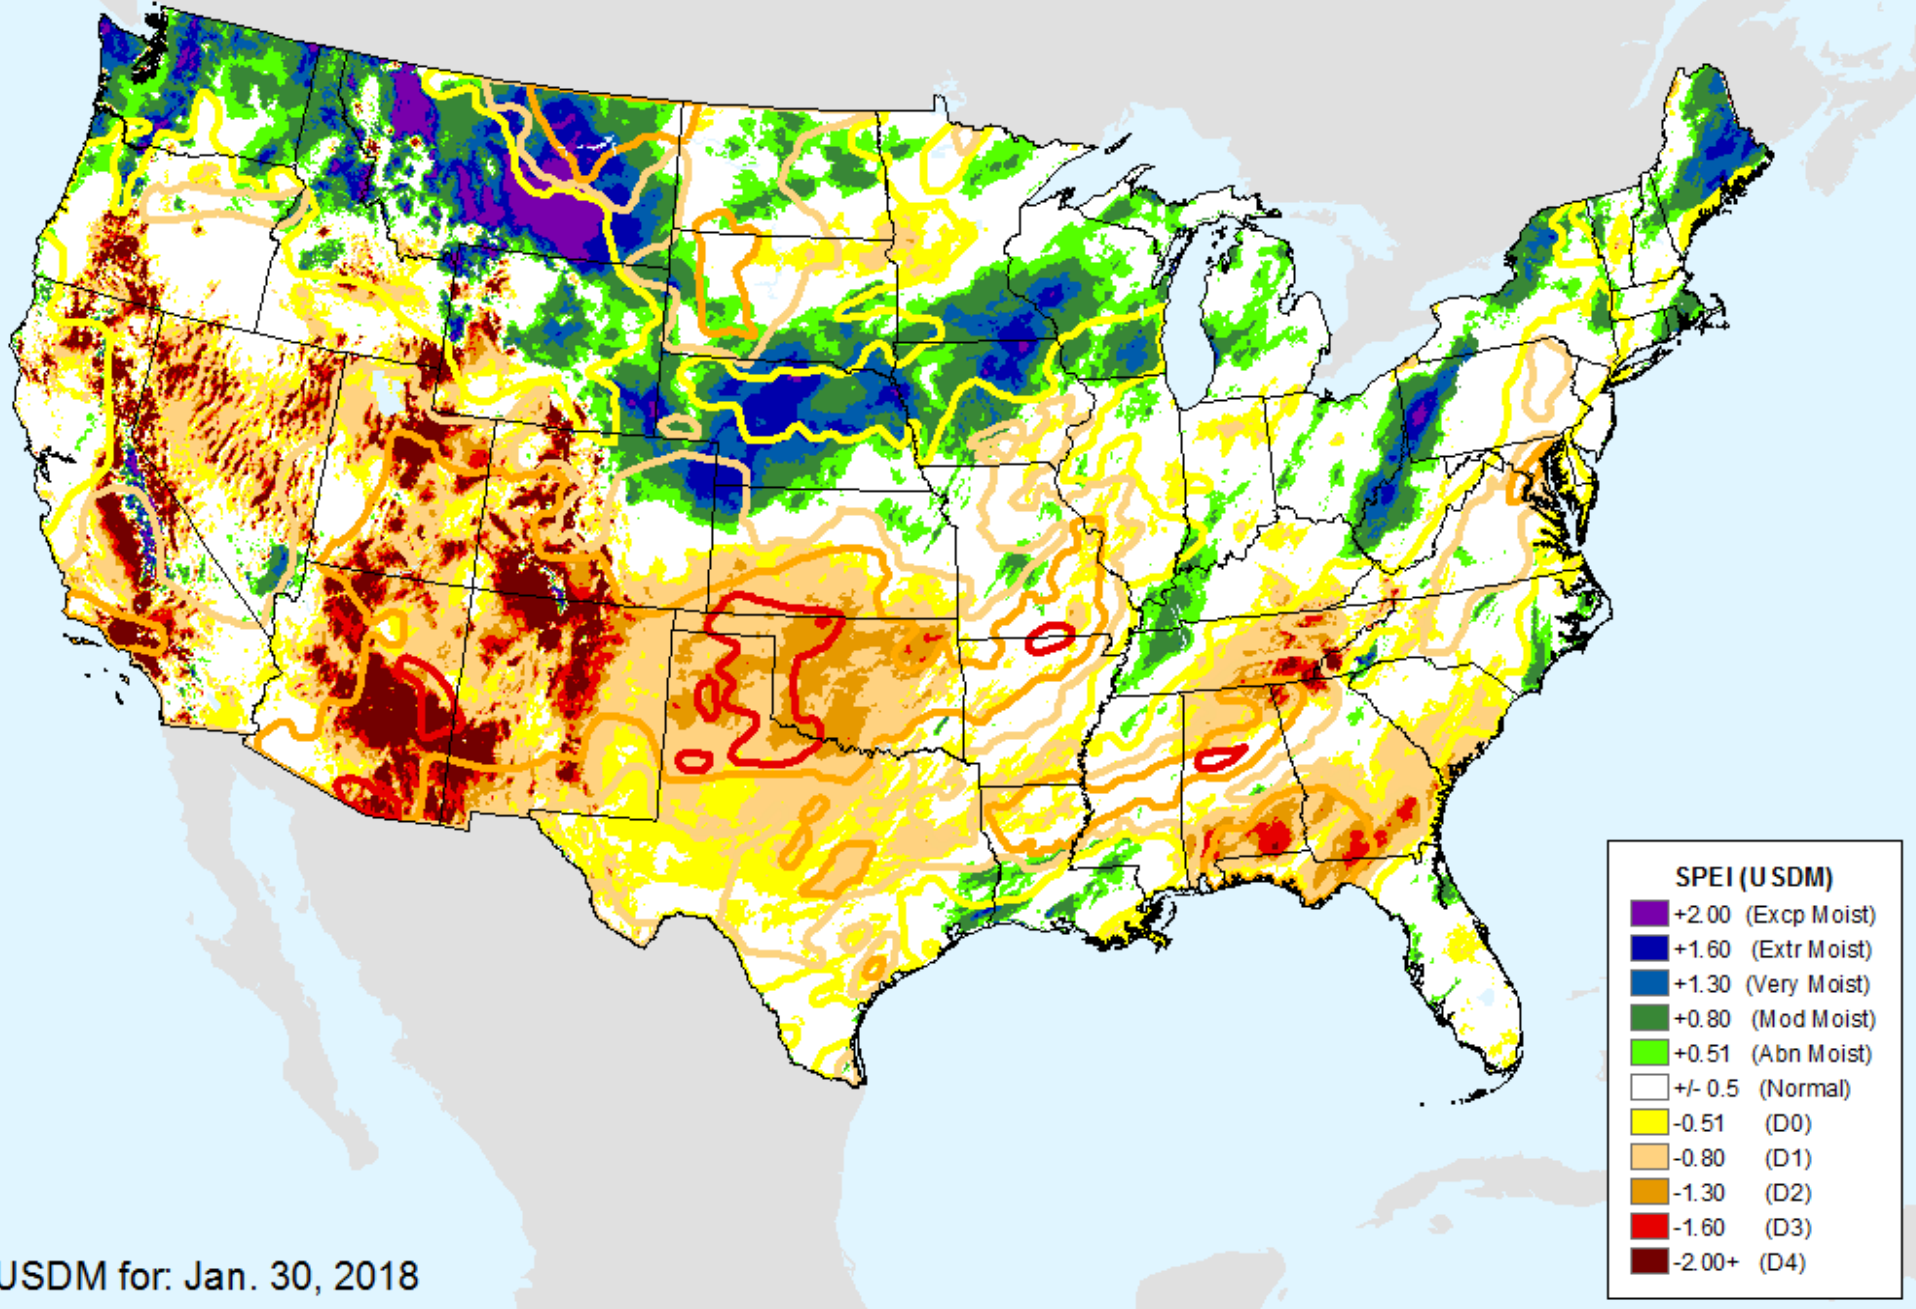 SPEI (USDM)
+2.00 (Excp Moist)
+1.60 (Extr Moist)
+1.30 (Very Moist)
+0.80 (Mod Moist)
+0.51 (Abn Moist)
+/- 0.5 (Normal)
-0.51 (D0)
-0.80 (D1)
-1.30 (D2)
-1.60 (D3)
-2.00+ (D4)
USDM for: Jan. 30, 2018